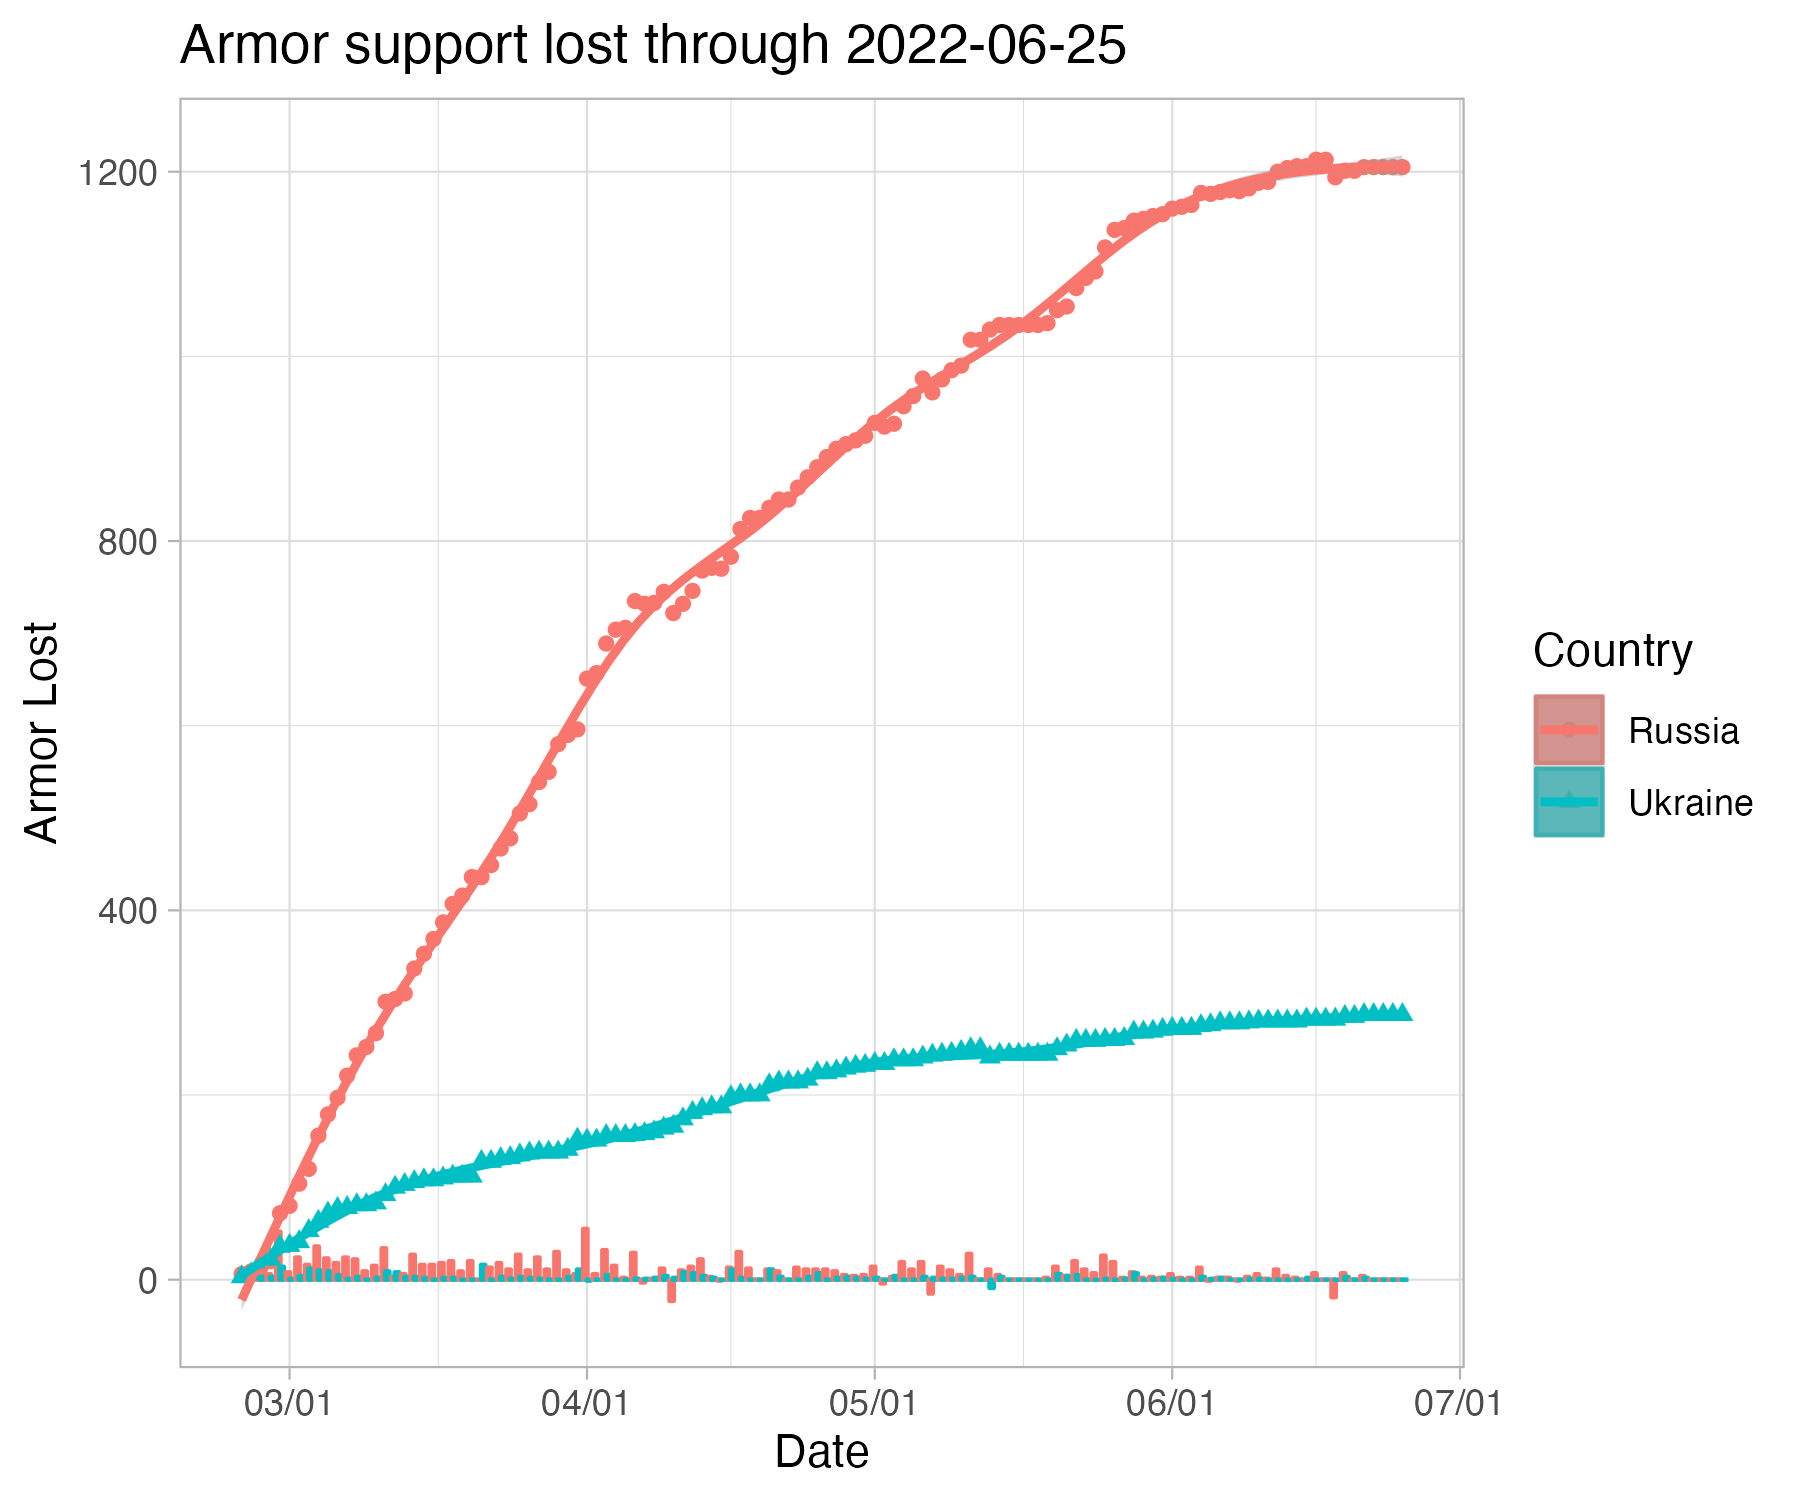 Armor support lost through 2022-06-25
Armor Lost
1200
800
400
0
03/01
04/01
05/01
06/01
07/01
Date
Country
Russia
Ukraine